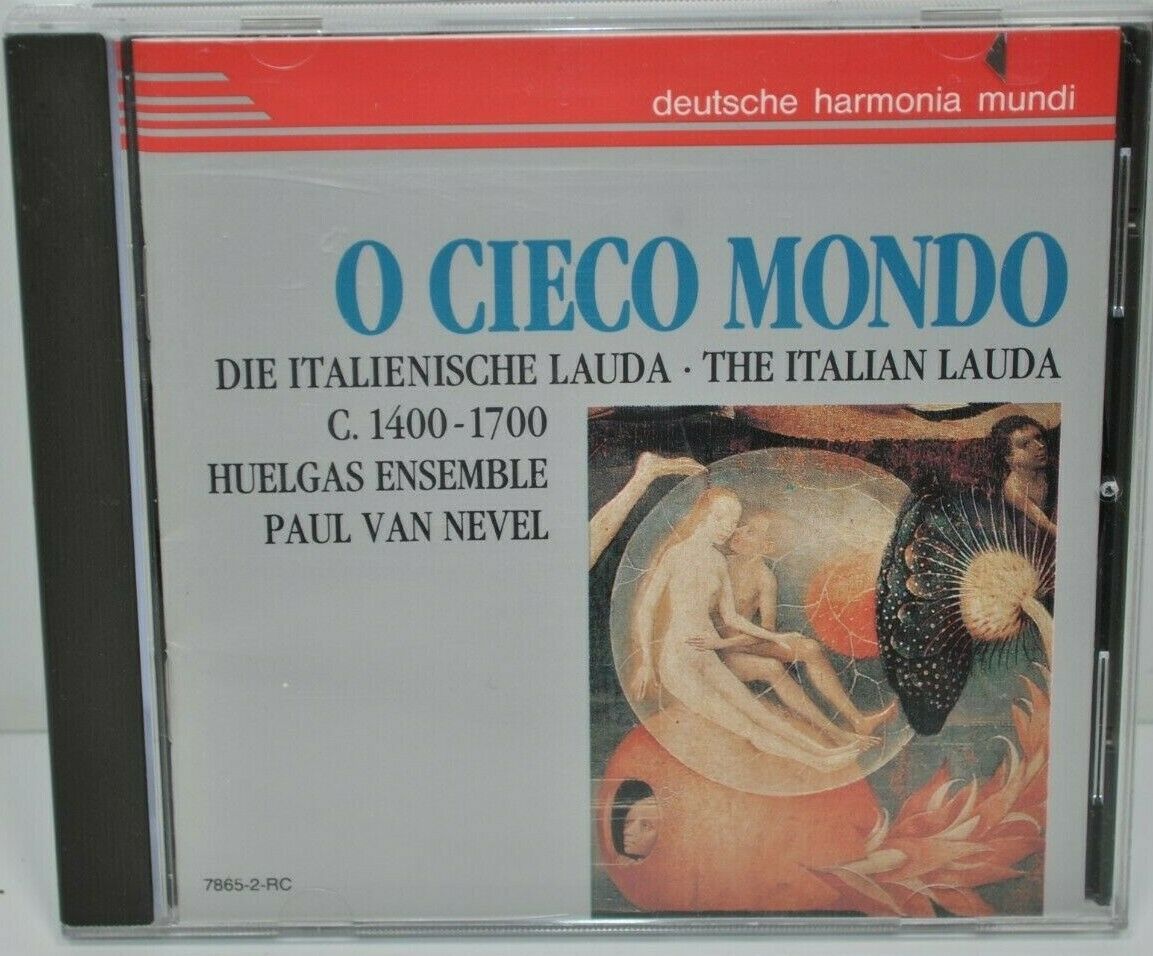 deutsche harmonia mundi
O CIECO MONDO
DIE ITALIENISCHE LAUDA · THE ITALIAN LAUDA
C. 1400-1700
HUELGAS ENSEMBLE
PAUL VAN NEVEL
7865-2-RC